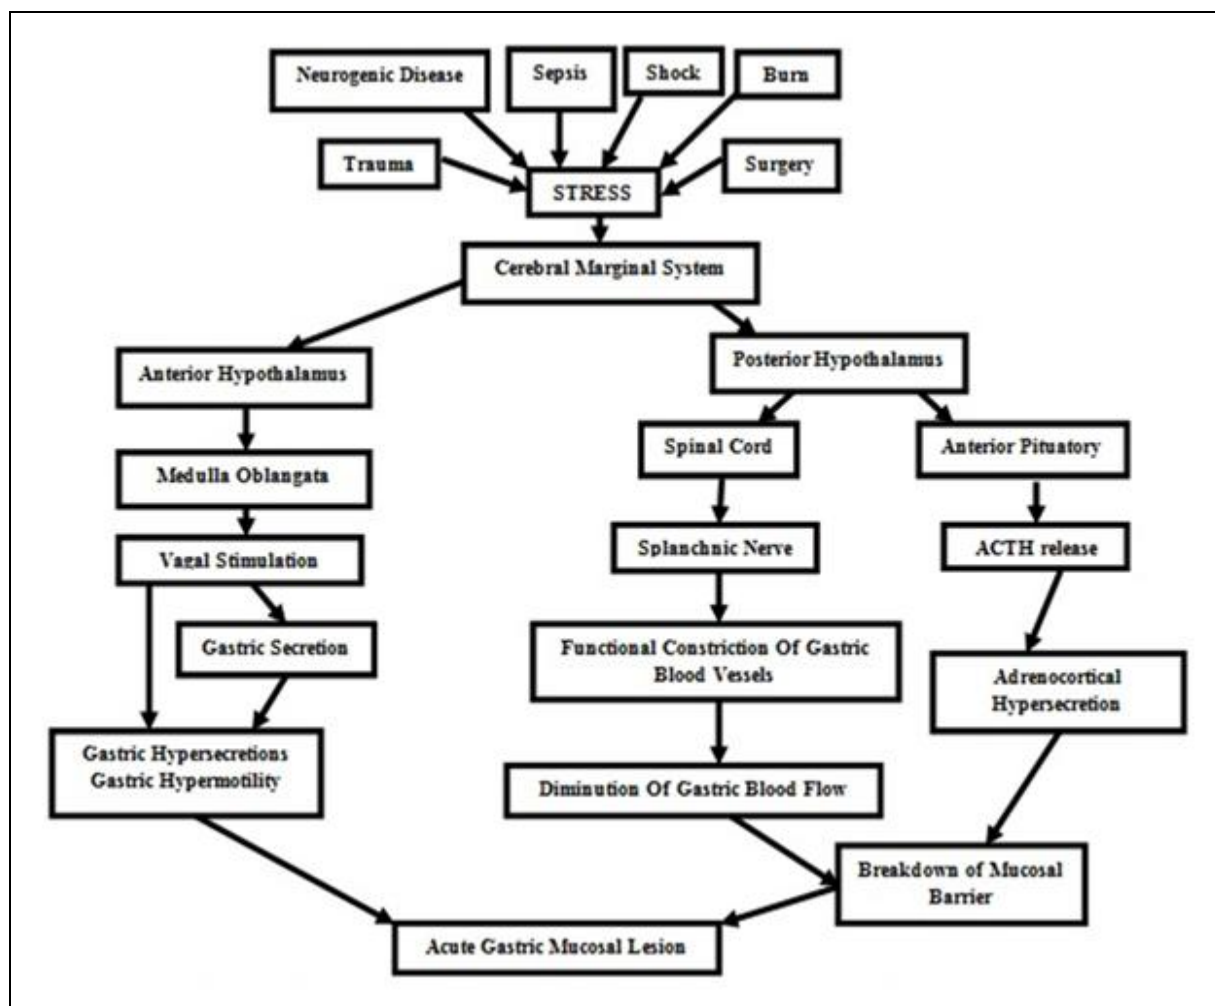 Neurogenic Disease
Sepsis
Shock
Burn
Trauma
Surgery
STRESS
Cerebral Marginal System
Anterior Hypothalamus
Posterior Hypothalamus
Medulla Oblangata
Spinal Cord
Anterior Pituatory
Vagal Stimulation
Splanchnic Nerve
ACTH release
Gastric Secretion
Functional Constriction Of Gastric
Blood Vessels
Adrenocortical
Hypersecretion
Gastric Hypersecretions
Gastric Hypermotility
Diminution Of Gastric Blood Flow
Breakdown of Mucosal
Barrier
Acute Gastric Mucosal Lesion